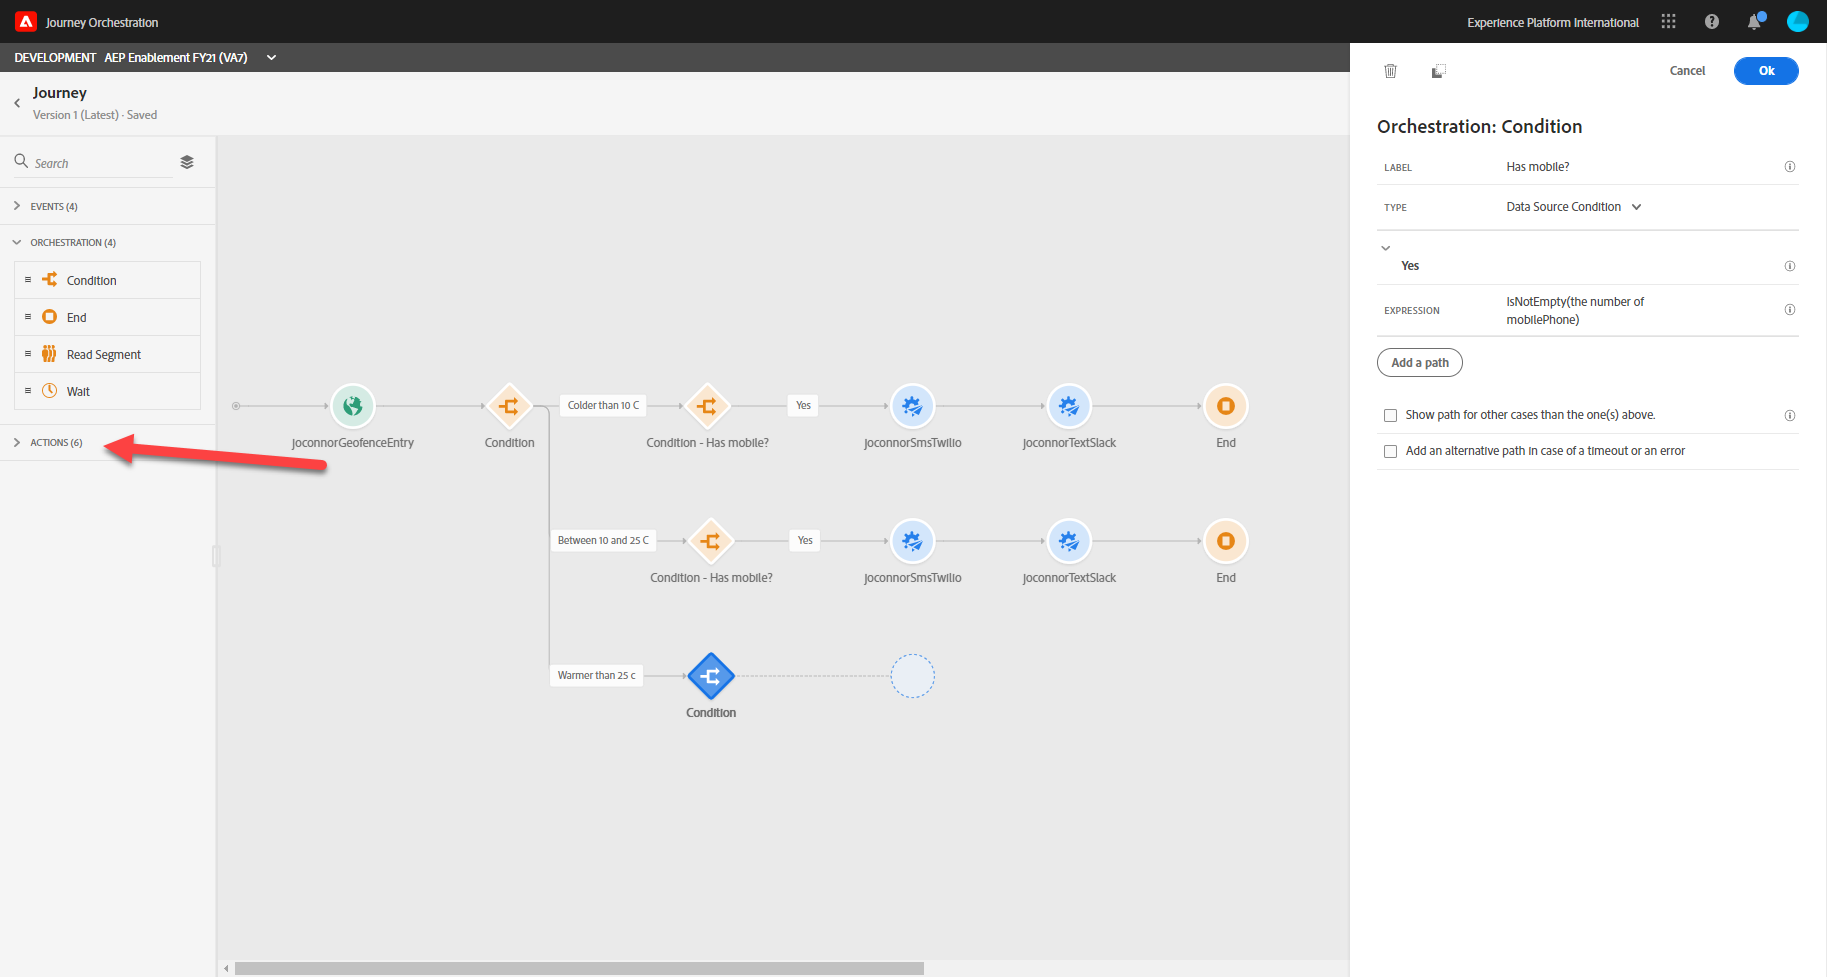 Journey Orchestration
Experience Platform International
DEVELOPMENT AEP Enablement FY21 (VA7)
Cancel
Ok
Journey
Version 1 (Latest) · Saved
Search
EVENTS (4)
ORCHESTRATION (4)
Condition
End
Read Segment
Wait
ACTIONS (6)
joconnorGeofenceEntry
Condition
Colder than 10 C
Condition - Has mobile?
Yes
joconnorSmsTwilio
joconnorTextSlack
End
Between 10 and 25 C
Condition - Has mobile?
Yes
joconnorSmsTwilio
joconnorTextSlack
End
Warmer than 25 c
Condition
Orchestration: Condition
LABEL Has mobile?
TYPE Data Source Condition
Yes
EXPRESSION IsNotEmpty(the number of
mobilePhone)
Add a path
Show path for other cases than the one(s) above.
Add an alternative path in case of a timeout or an error